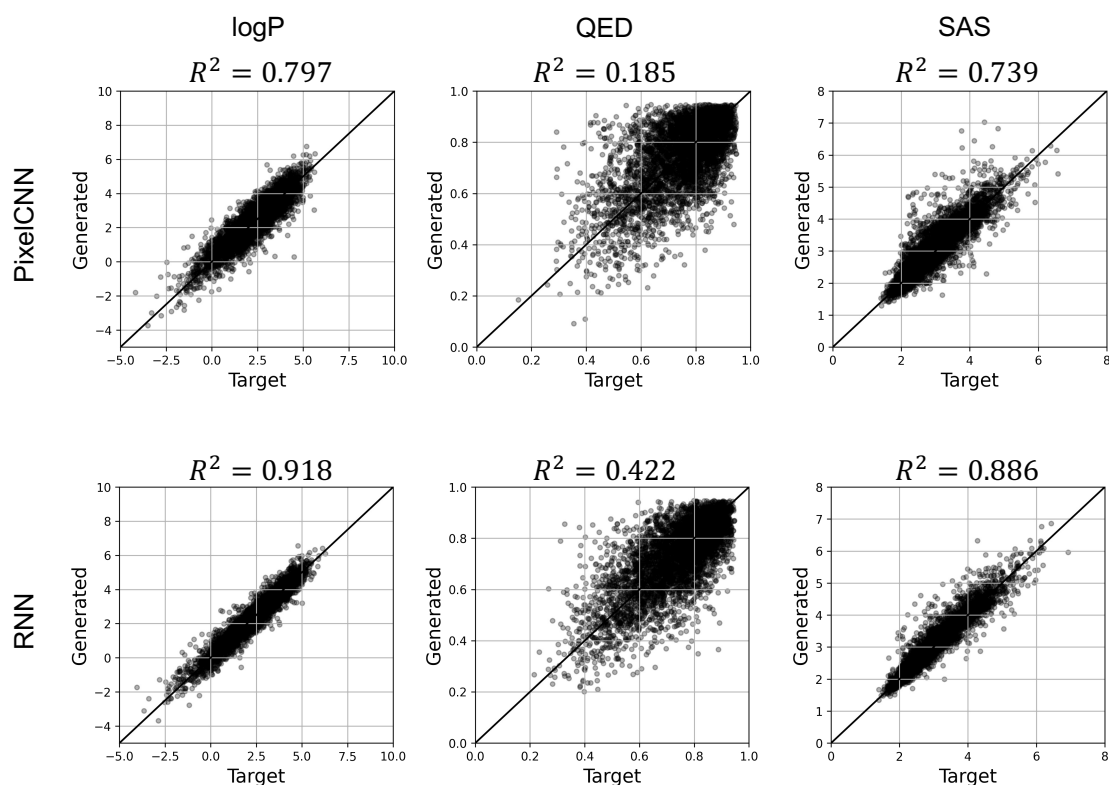 logP QED SAS
PixelCNN
R² = 0.797 R² = 0.185 R² = 0.739
Generated
10
8
6
4
2
0
−2
−4
−5.0 −2.5 0.0 2.5 5.0 7.5 10.0
Target
Generated
1.0
0.8
0.6
0.4
0.2
0.0
0.0 0.2 0.4 0.6 0.8 1.0
Target
Generated
8
7
6
5
4
3
2
1
0
0 2 4 6 8
Target
RNN
R² = 0.918 R² = 0.422 R² = 0.886
Generated
10
8
6
4
2
0
−2
−4
−5.0 −2.5 0.0 2.5 5.0 7.5 10.0
Target
Generated
1.0
0.8
0.6
0.4
0.2
0.0
0.0 0.2 0.4 0.6 0.8 1.0
Target
Generated
8
7
6
5
4
3
2
1
0
0 2 4 6 8
Target